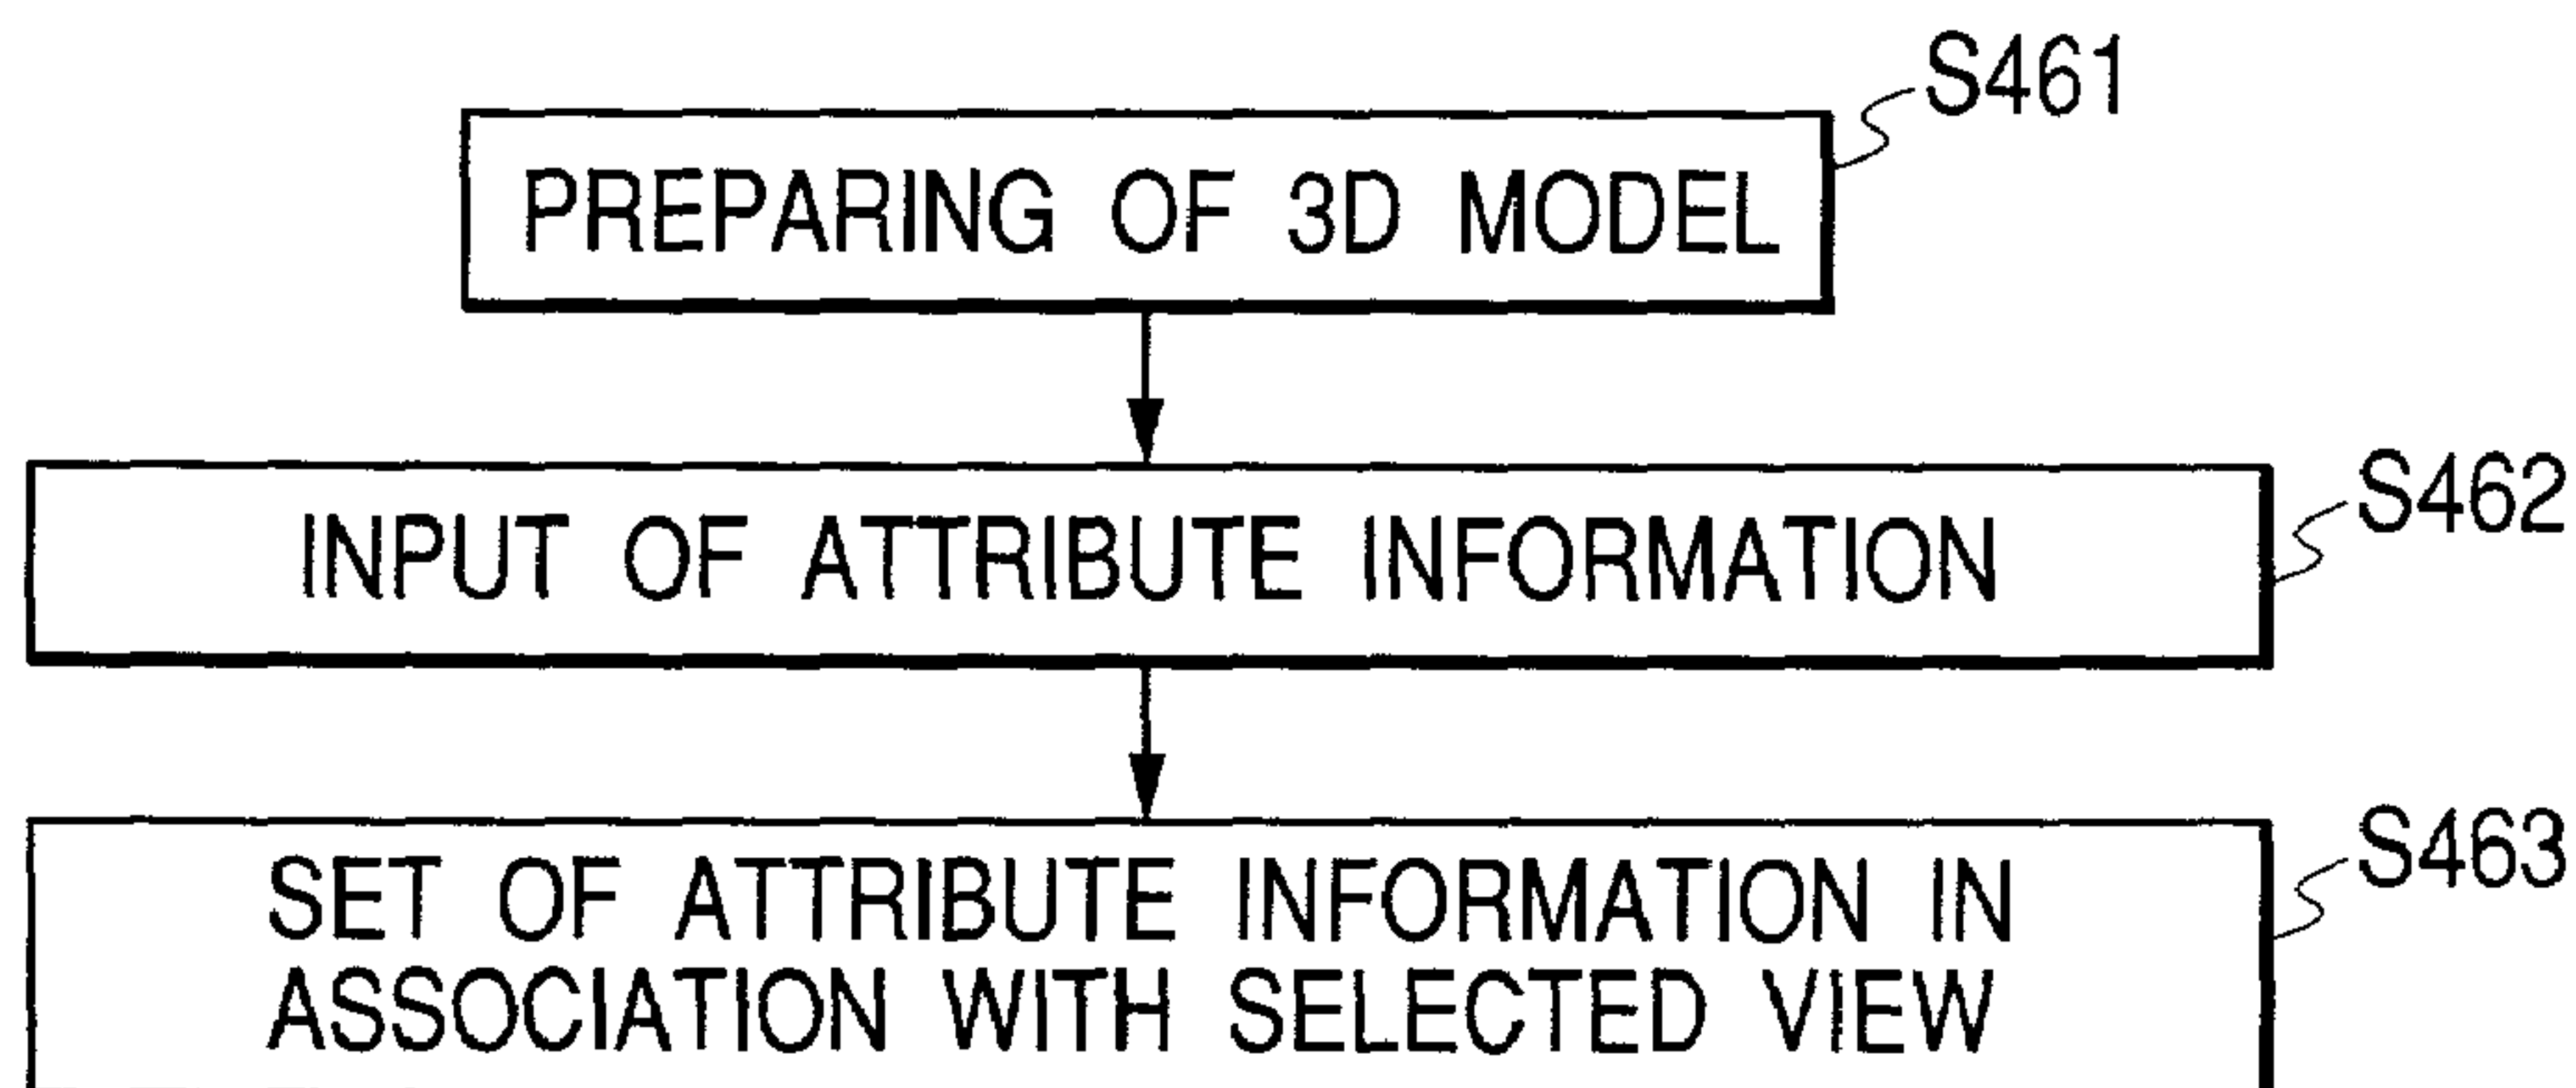 S461
PREPARING OF 3D MODEL
S462
INPUT OF ATTRIBUTE INFORMATION
S463
SET OF ATTRIBUTE INFORMATION IN
ASSOCIATION WITH SELECTED VIEW